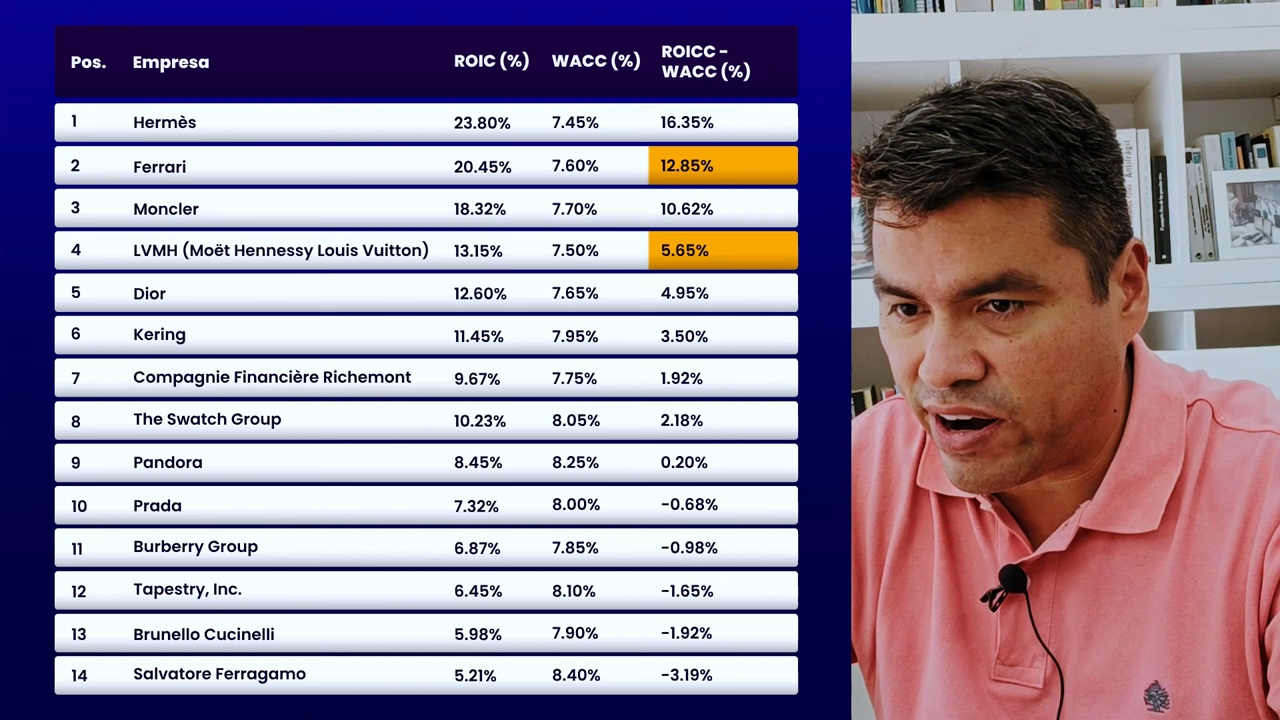 Pos. Empresa ROIC (%) WACC (%) ROICC -
WACC (%)
1 Hermès 23.80% 7.45% 16.35%
2 Ferrari 20.45% 7.60% 12.85%
3 Moncler 18.32% 7.70% 10.62%
4 LVMH (Moët Hennessy Louis Vuitton) 13.15% 7.50% 5.65%
5 Dior 12.60% 7.65% 4.95%
6 Kering 11.45% 7.95% 3.50%
7 Compagnie Financière Richemont 9.67% 7.75% 1.92%
8 The Swatch Group 10.23% 8.05% 2.18%
9 Pandora 8.45% 8.25% 0.20%
10 Prada 7.32% 8.00% -0.68%
11 Burberry Group 6.87% 7.85% -0.98%
12 Tapestry, Inc. 6.45% 8.10% -1.65%
13 Brunello Cucinelli 5.98% 7.90% -1.92%
14 Salvatore Ferragamo 5.21% 8.40% -3.19%
Antifrágil